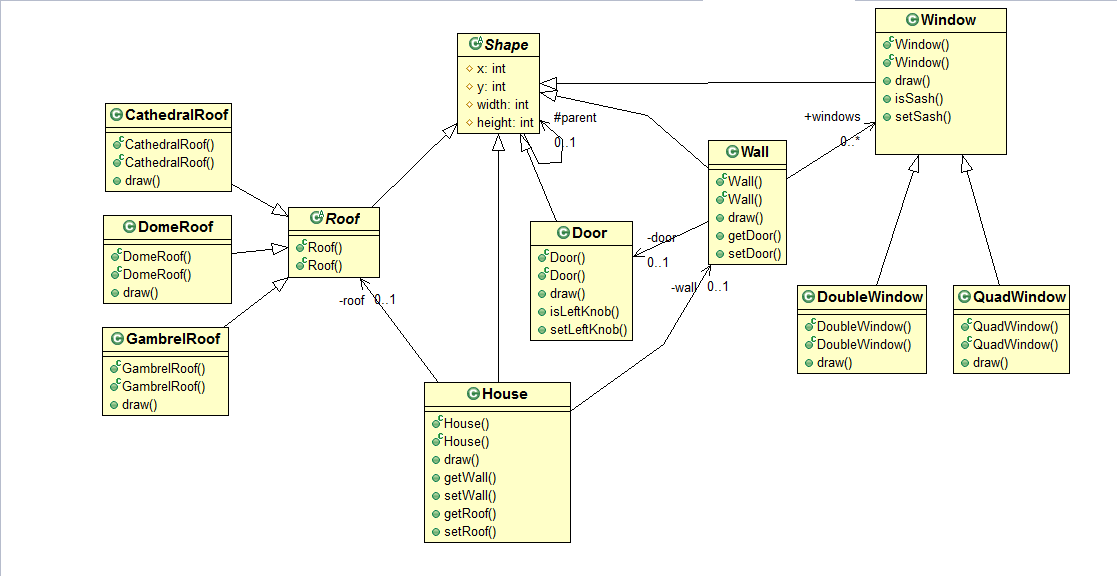 Shape
x: int
y: int
width: int
height: int
#parent
0..1
Window
Window()
Window()
draw()
isSash()
setSash()
+windows
0..*
CathedralRoof
CathedralRoof()
CathedralRoof()
draw()
Wall
Wall()
Wall()
draw()
getDoor()
setDoor()
Roof
Roof()
Roof()
DomeRoof
DomeRoof()
DomeRoof()
draw()
Door
Door()
Door()
draw()
isLeftKnob()
setLeftKnob()
-door
0..1
-wall
0..1
-roof
0..1
DoubleWindow
DoubleWindow()
DoubleWindow()
draw()
QuadWindow
QuadWindow()
QuadWindow()
draw()
GambrelRoof
GambrelRoof()
GambrelRoof()
draw()
House
House()
House()
draw()
getWall()
setWall()
getRoof()
setRoof()